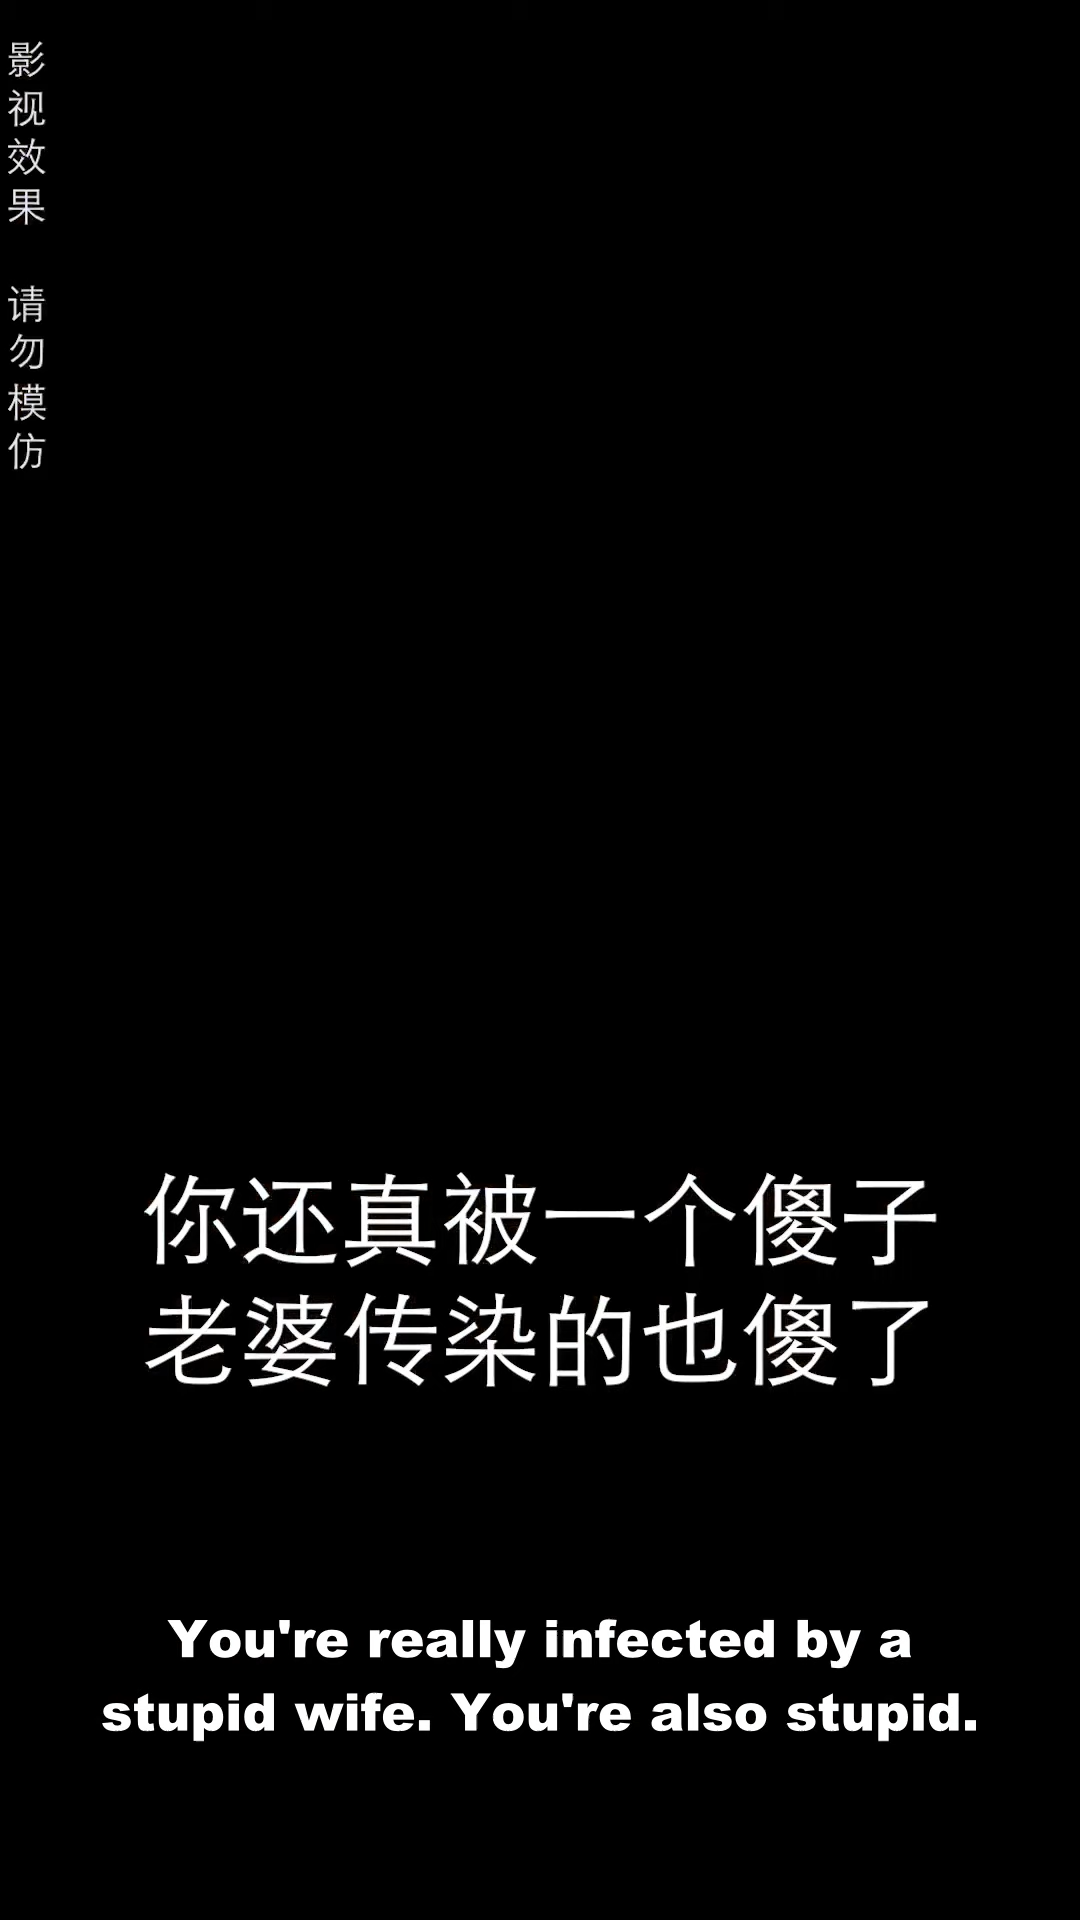 影视效果 请勿模仿
你还真被一个傻子
老婆传染的也傻了
You're really infected by a
stupid wife. You're also stupid.